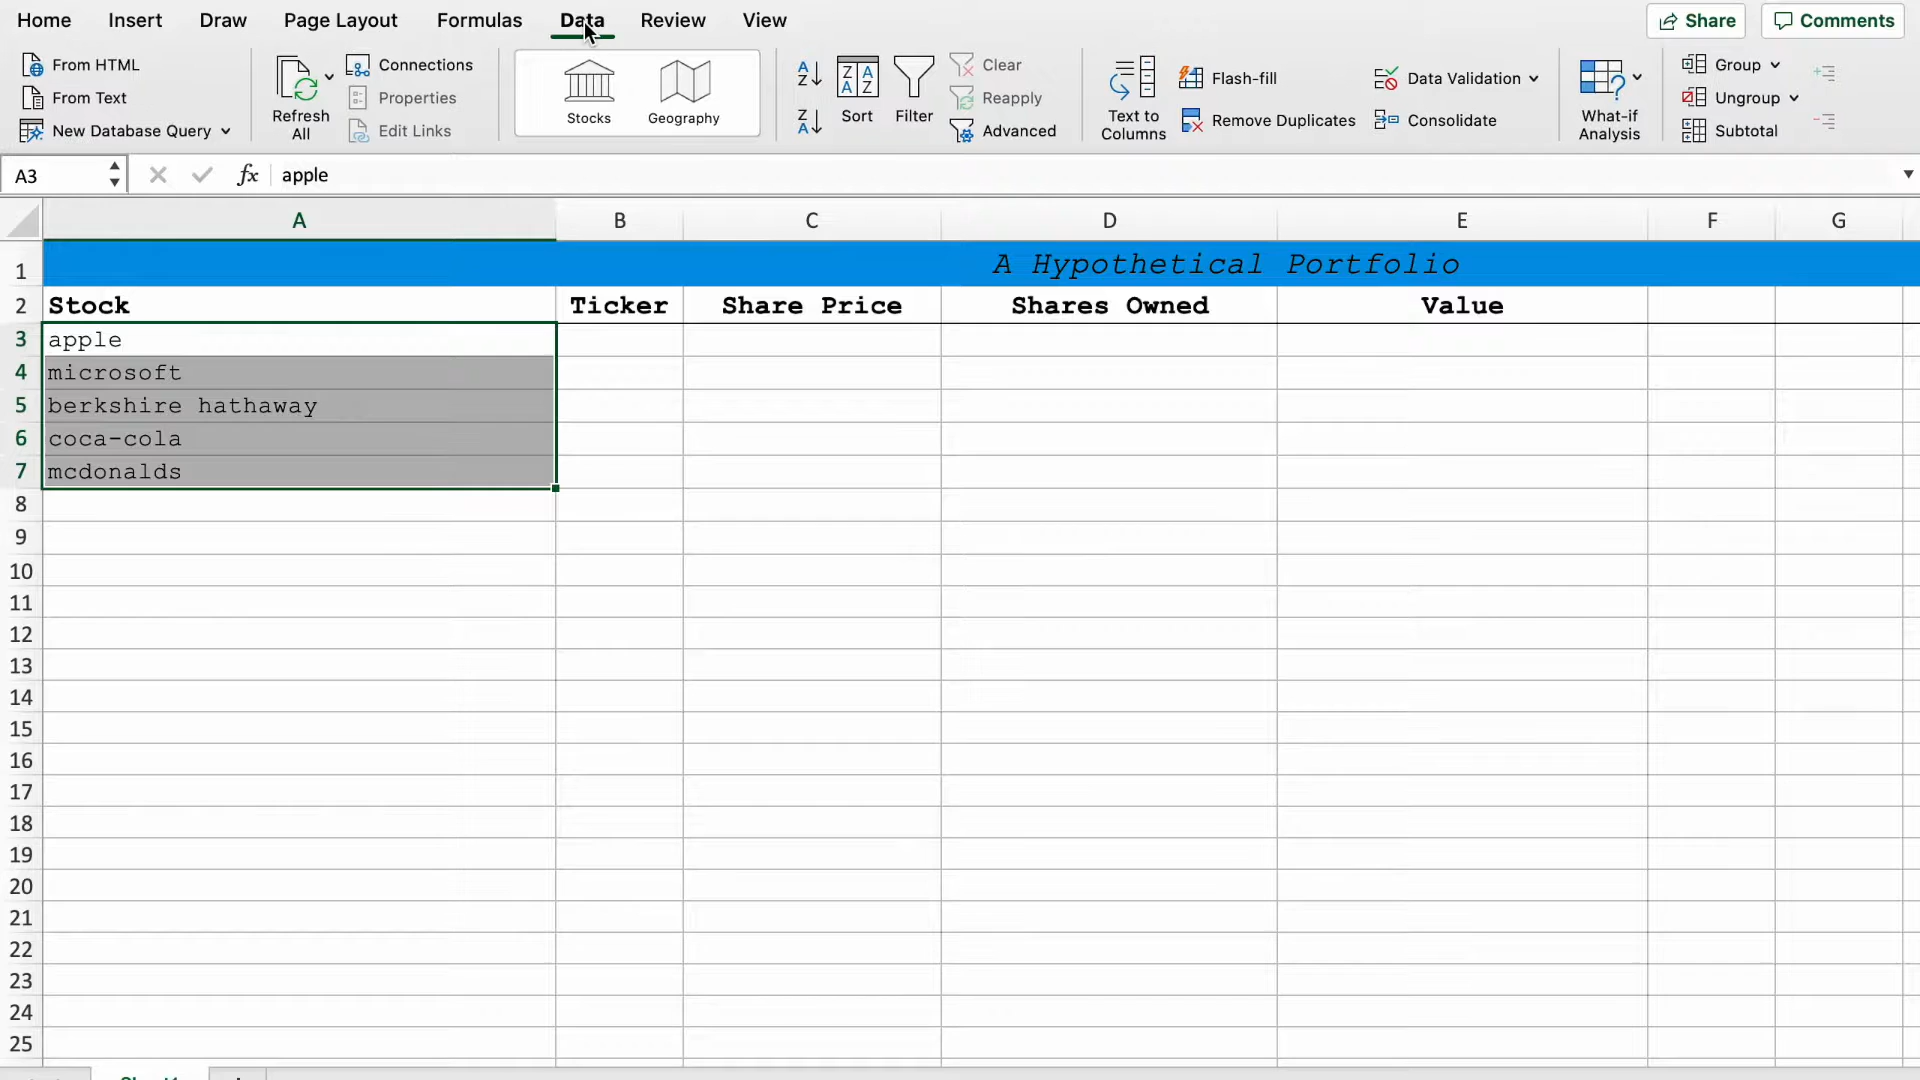 Home Insert Draw Page Layout Formulas Data Review View Share Comments
From HTML Connections Clear Group
From Text Properties Reapply Ungroup
New Database Query Edit Links Advanced Subtotal
Refresh All
Stocks Geography
A Z
Z A
Z A A Z
Sort Filter
Text to Columns
Flash-fill Data Validation
Remove Duplicates Consolidate
What-if Analysis
A3 fx apple
A B C D E F G
1 A Hypothetical Portfolio
2 Stock Ticker Share Price Shares Owned Value
3 apple
4 microsoft
5 berkshire hathaway
6 coca-cola
7 mcdonalds
8
9
10
11
12
13
14
15
16
17
18
19
20
21
22
23
24
25